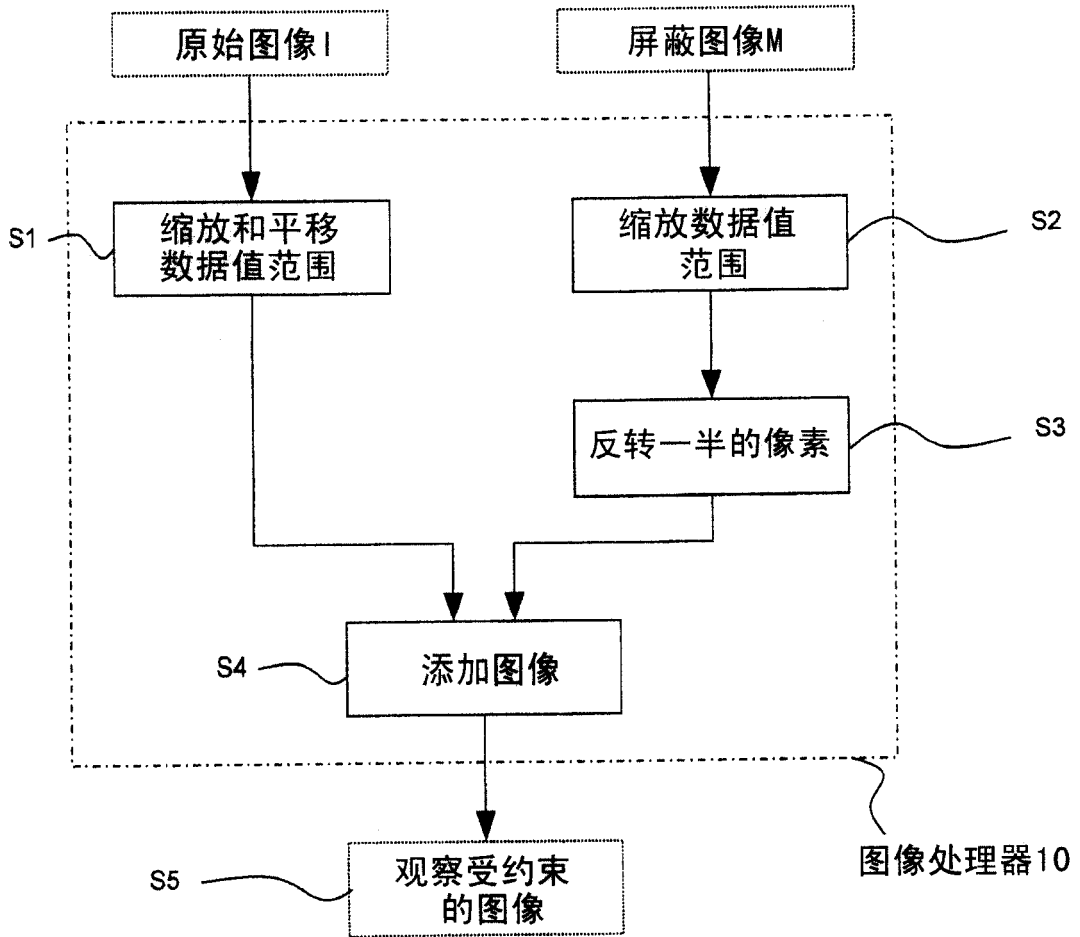 原始图像I
屏蔽图像M
S1
缩放和平移
数据值范围
缩放数据值
范围
S2
反转一半的像素
S3
S4
添加图像
图像处理器10
S5
观察受约束
的图像